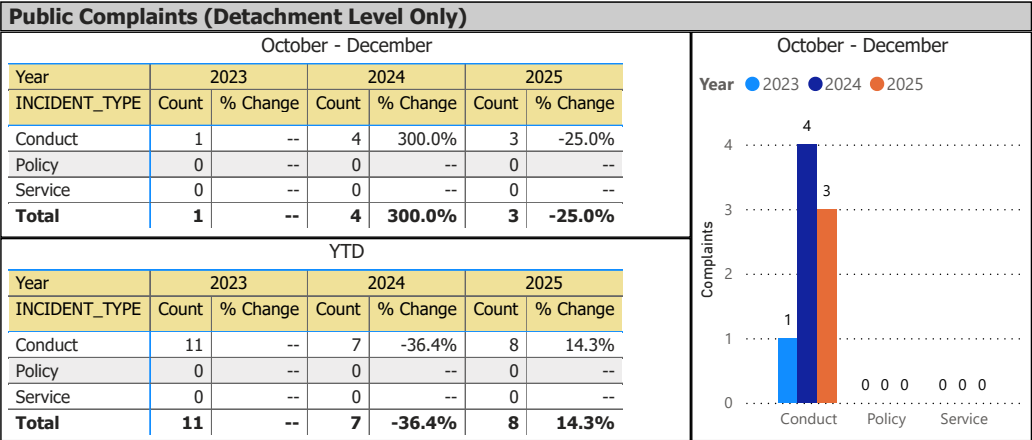 Public Complaints (Detachment Level Only)
October - December
Year 2023 2024 2025
INCIDENT_TYPE Count % Change Count % Change Count % Change
Conduct 1 -- 4 300.0% 3 -25.0%
Policy 0 -- 0 -- 0 --
Service 0 -- 0 -- 0 --
Total 1 -- 4 300.0% 3 -25.0%
YTD
Year 2023 2024 2025
INCIDENT_TYPE Count % Change Count % Change Count % Change
Conduct 11 -- 7 -36.4% 8 14.3%
Policy 0 -- 0 -- 0 --
Service 0 -- 0 -- 0 --
Total 11 -- 7 -36.4% 8 14.3%
October - December
Year 2023 2024 2025
Complaints
4
3
2
1
0
1
4
3
0 0 0
0 0 0
Conduct Policy Service